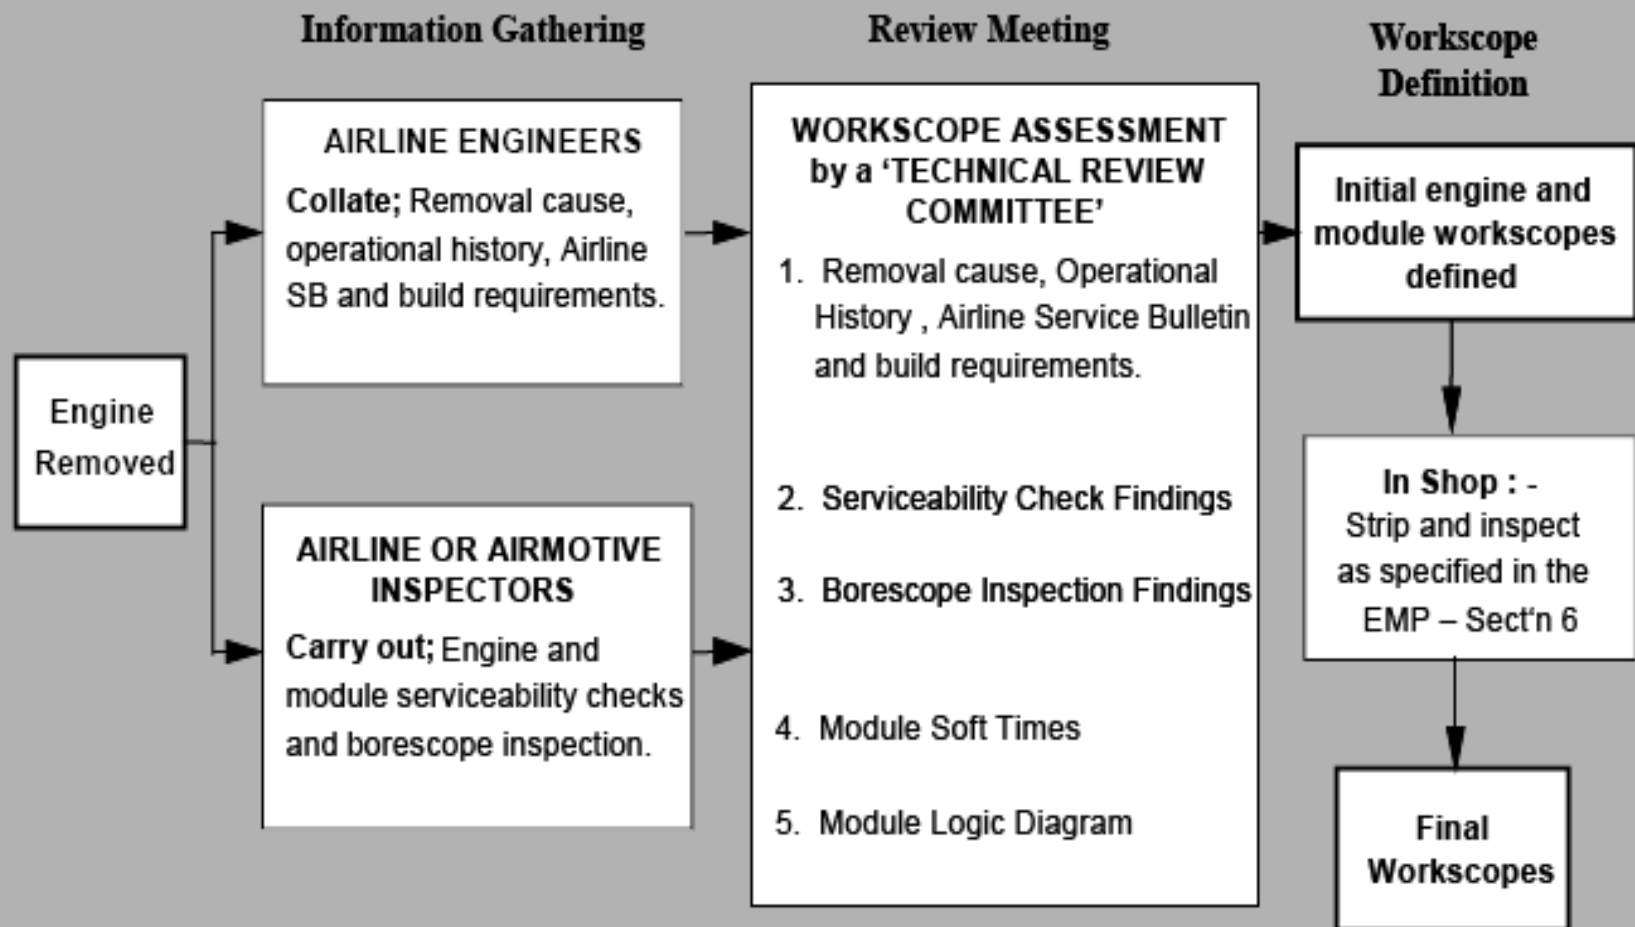 Information Gathering
Review Meeting
Workscope
Definition
Engine
Removed
AIRLINE ENGINEERS
Collate; Removal cause,
operational history, Airline
SB and build requirements.
AIRLINE OR AIRMOTIVE
INSPECTORS
Carry out; Engine and
module serviceability checks
and borescope inspection.
WORKSCOPE ASSESSMENT
by a ‘TECHNICAL REVIEW
COMMITTEE’
1. Removal cause, Operational
History , Airline Service Bulletin
and build requirements.
2. Serviceability Check Findings
3. Borescope Inspection Findings
4. Module Soft Times
5. Module Logic Diagram
Initial engine and
module workscopes
defined
In Shop : -
Strip and inspect
as specified in the
EMP – Sect‘n 6
Final
Workscopes